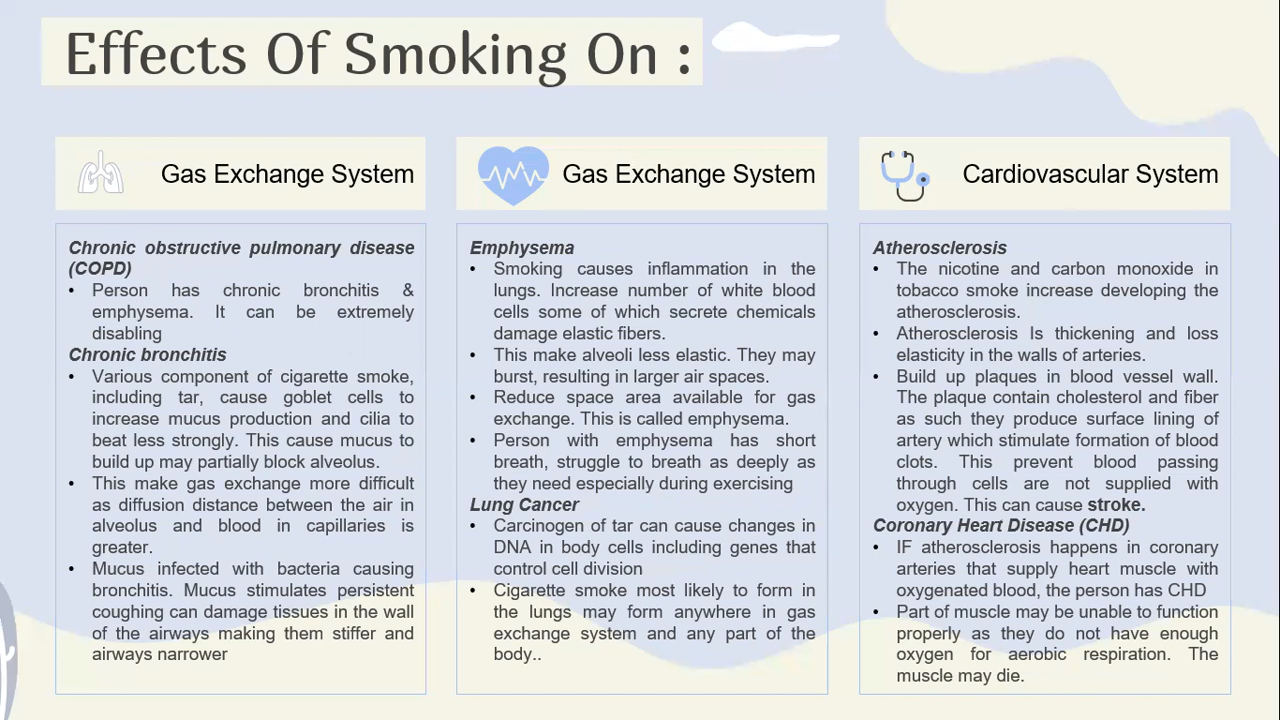 Effects Of Smoking On :
Gas Exchange System
Chronic obstructive pulmonary disease
(COPD)
• Person has chronic bronchitis &
emphysema. It can be extremely
disabling
Chronic bronchitis
• Various component of cigarette smoke,
including tar, cause goblet cells to
increase mucus production and cilia to
beat less strongly. This cause mucus to
build up may partially block alveolus.
• This make gas exchange more difficult
as diffusion distance between the air in
alveolus and blood in capillaries is
greater.
• Mucus infected with bacteria causing
bronchitis. Mucus stimulates persistent
coughing can damage tissues in the wall
of the airways making them stiffer and
airways narrower
Gas Exchange System
Emphysema
• Smoking causes inflammation in the
lungs. Increase number of white blood
cells some of which secrete chemicals
damage elastic fibers.
• This make alveoli less elastic. They may
burst, resulting in larger air spaces.
• Reduce space area available for gas
exchange. This is called emphysema.
• Person with emphysema has short
breath, struggle to breath as deeply as
they need especially during exercising
Lung Cancer
• Carcinogen of tar can cause changes in
DNA in body cells including genes that
control cell division
• Cigarette smoke most likely to form in
the lungs may form anywhere in gas
exchange system and any part of the
body..
Cardiovascular System
Atherosclerosis
• The nicotine and carbon monoxide in
tobacco smoke increase developing the
atherosclerosis.
• Atherosclerosis Is thickening and loss
elasticity in the walls of arteries.
• Build up plaques in blood vessel wall.
The plaque contain cholesterol and fiber
as such they produce surface lining of
artery which stimulate formation of blood
clots. This prevent blood passing
through cells are not supplied with
oxygen. This can cause stroke.
Coronary Heart Disease (CHD)
• IF atherosclerosis happens in coronary
arteries that supply heart muscle with
oxygenated blood, the person has CHD
• Part of muscle may be unable to function
properly as they do not have enough
oxygen for aerobic respiration. The
muscle may die.